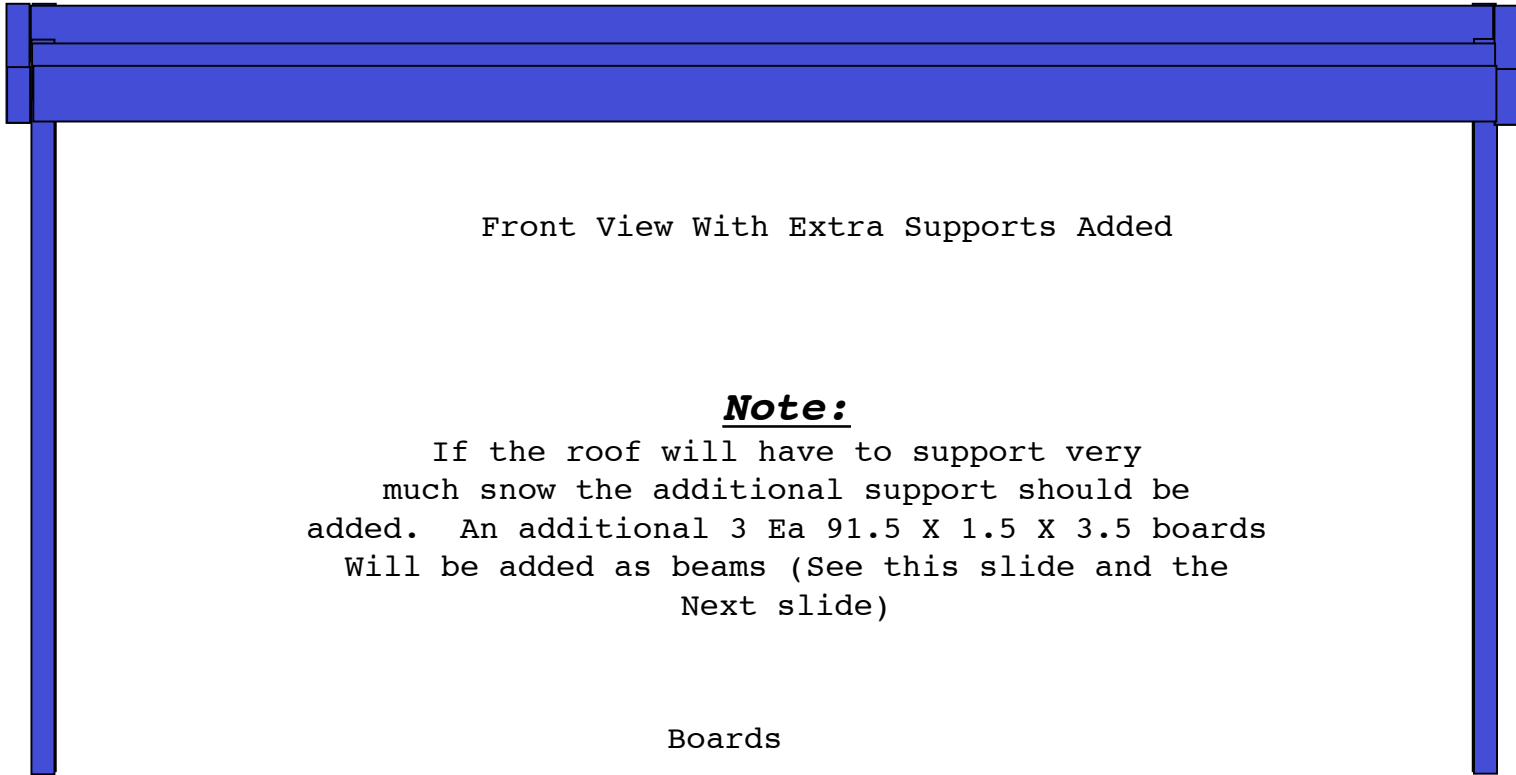 Front View With Extra Supports Added
Note:
If the roof will have to support very
much snow the additional support should be
added.  An additional 3 Ea 91.5 X 1.5 X 3.5 boards
Will be added as beams (See this slide and the
Next slide)
Boards